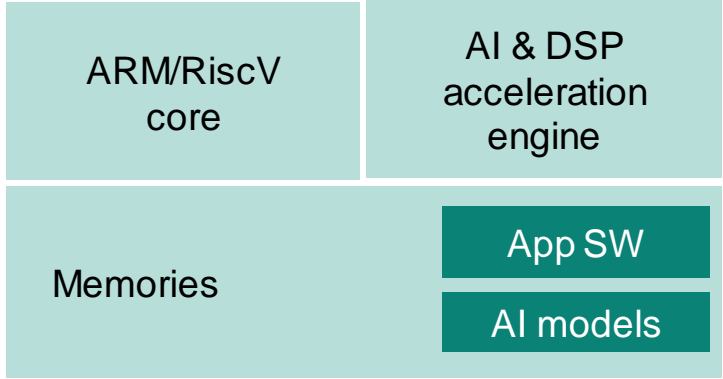 ARM/RiscV
core
AI & DSP
acceleration
engine
Memories
App SW
AI models